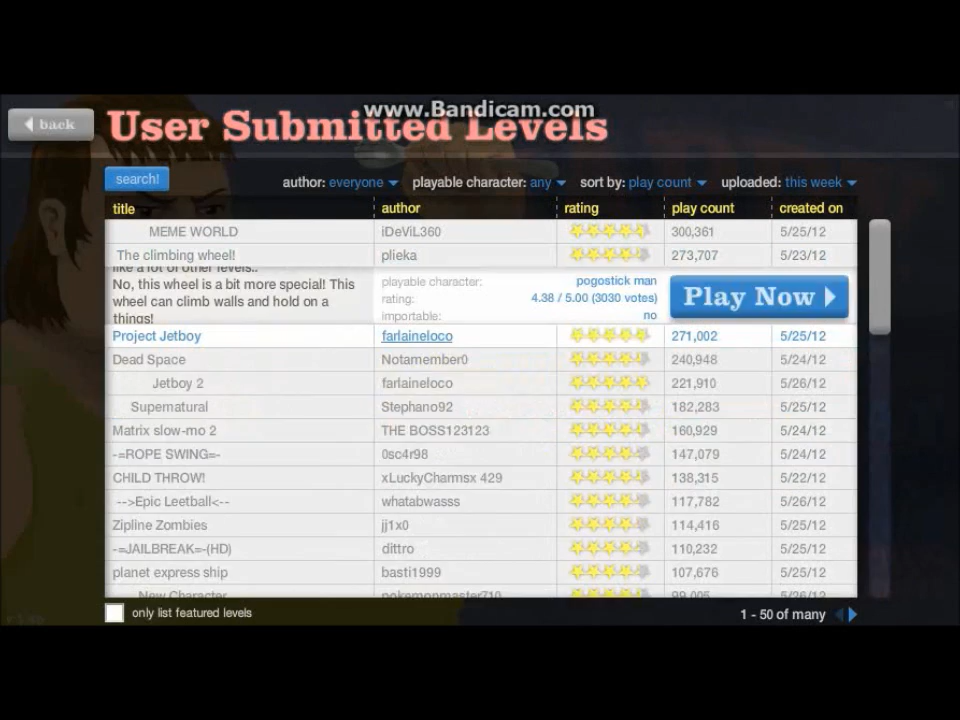 www.Bandicam.com
back
User Submitted Levels
search!
author: everyone playable character: any sort by: play count uploaded: this week
title author rating play count created on
MEME WORLD iDeViL360 300,361 5/25/12
The climbing wheel! plieka 273,707 5/23/12
like a lot of other levels..
No, this wheel is a bit more special! This
wheel can climb walls and hold on a
things!
playable character: pogostick man
rating: 4.38 / 5.00 (3030 votes)
importable: no
Play Now
Project Jetboy farlaineloco 271,002 5/25/12
Dead Space Notamember0 240,948 5/24/12
Jetboy 2 farlaineloco 221,910 5/26/12
Supernatural Stephano92 182,283 5/25/12
Matrix slow-mo 2 THE BOSS123123 160,929 5/24/12
-=ROPE SWING=- 0sc4r98 147,079 5/24/12
CHILD THROW! xLuckyCharmsx 429 138,315 5/22/12
-->Epic Leetball<-- whatabwasss 117,782 5/26/12
Zipline Zombies jj1x0 114,416 5/25/12
-=JAILBREAK=-(HD) dittro 110,232 5/25/12
planet express ship basti1999 107,676 5/25/12
New Character pokemonmaster710 99,005 5/26/12
only list featured levels
1 - 50 of many